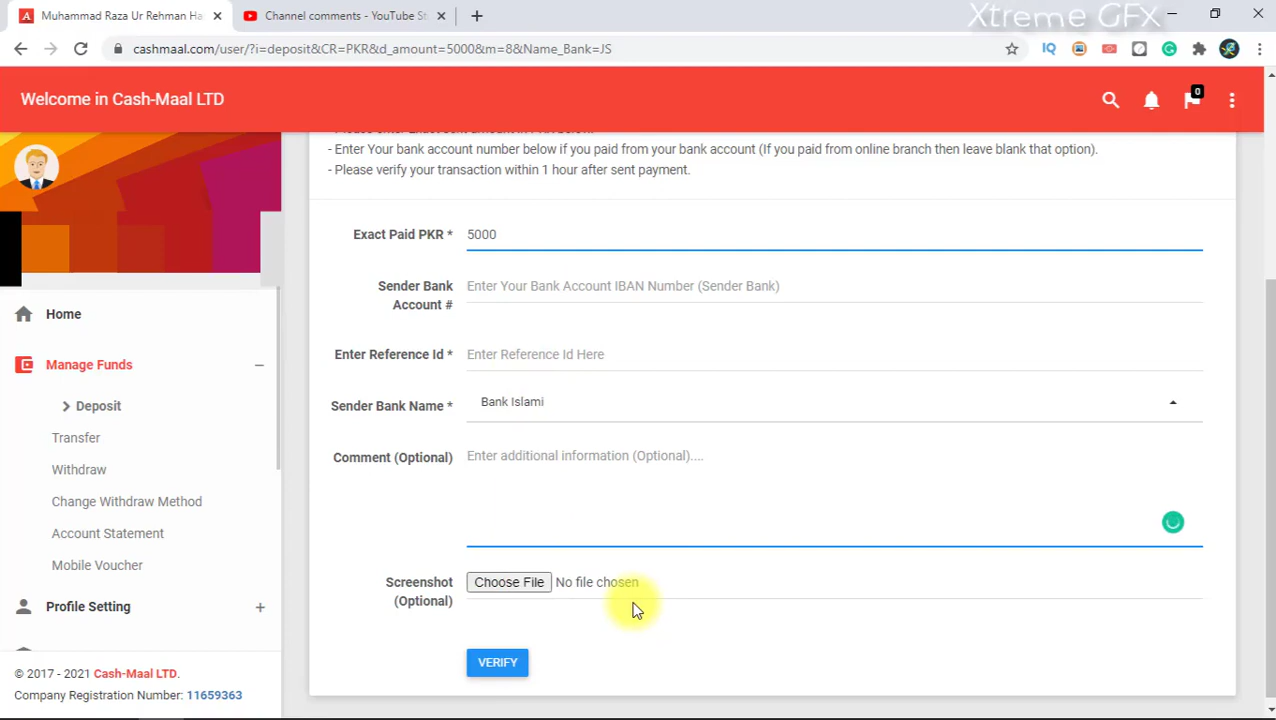 Muhammad Raza Ur Rehman Ha
Channel comments - YouTube St
Xtreme GFX
cashmaal.com/user/?i=deposit&CR=PKR&d_amount=5000&m=8&Name_Bank=JS
IQ
Welcome in Cash-Maal LTD
0
- Enter Your bank account number below if you paid from your bank account (If you paid from online branch then leave blank that option).
- Please verify your transaction within 1 hour after sent payment.
Exact Paid PKR * 5000
Sender Bank Account # Enter Your Bank Account IBAN Number (Sender Bank)
Enter Reference Id * Enter Reference Id Here
Sender Bank Name * Bank Islami
Comment (Optional) Enter additional information (Optional)....
Screenshot (Optional) Choose File No file chosen
VERIFY
Home
Manage Funds
Deposit
Transfer
Withdraw
Change Withdraw Method
Account Statement
Mobile Voucher
Profile Setting
© 2017 - 2021 Cash-Maal LTD.
Company Registration Number: 11659363